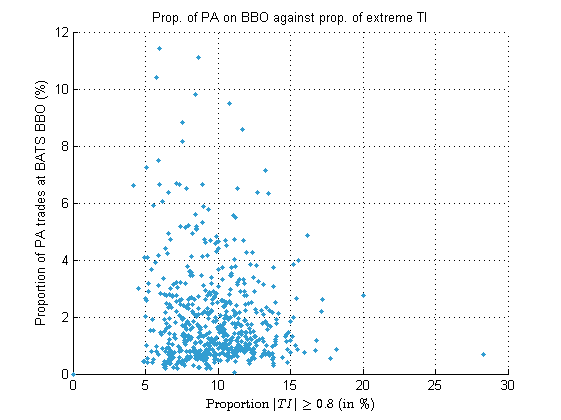 Prop. of PA on BBO against prop. of extreme TI
12
10
8
6
4
2
0
Proportion of PA trades at BATS BBO (%)
0 5 10 15 20 25 30
Proportion |TI| ≥ 0.8 (in %)